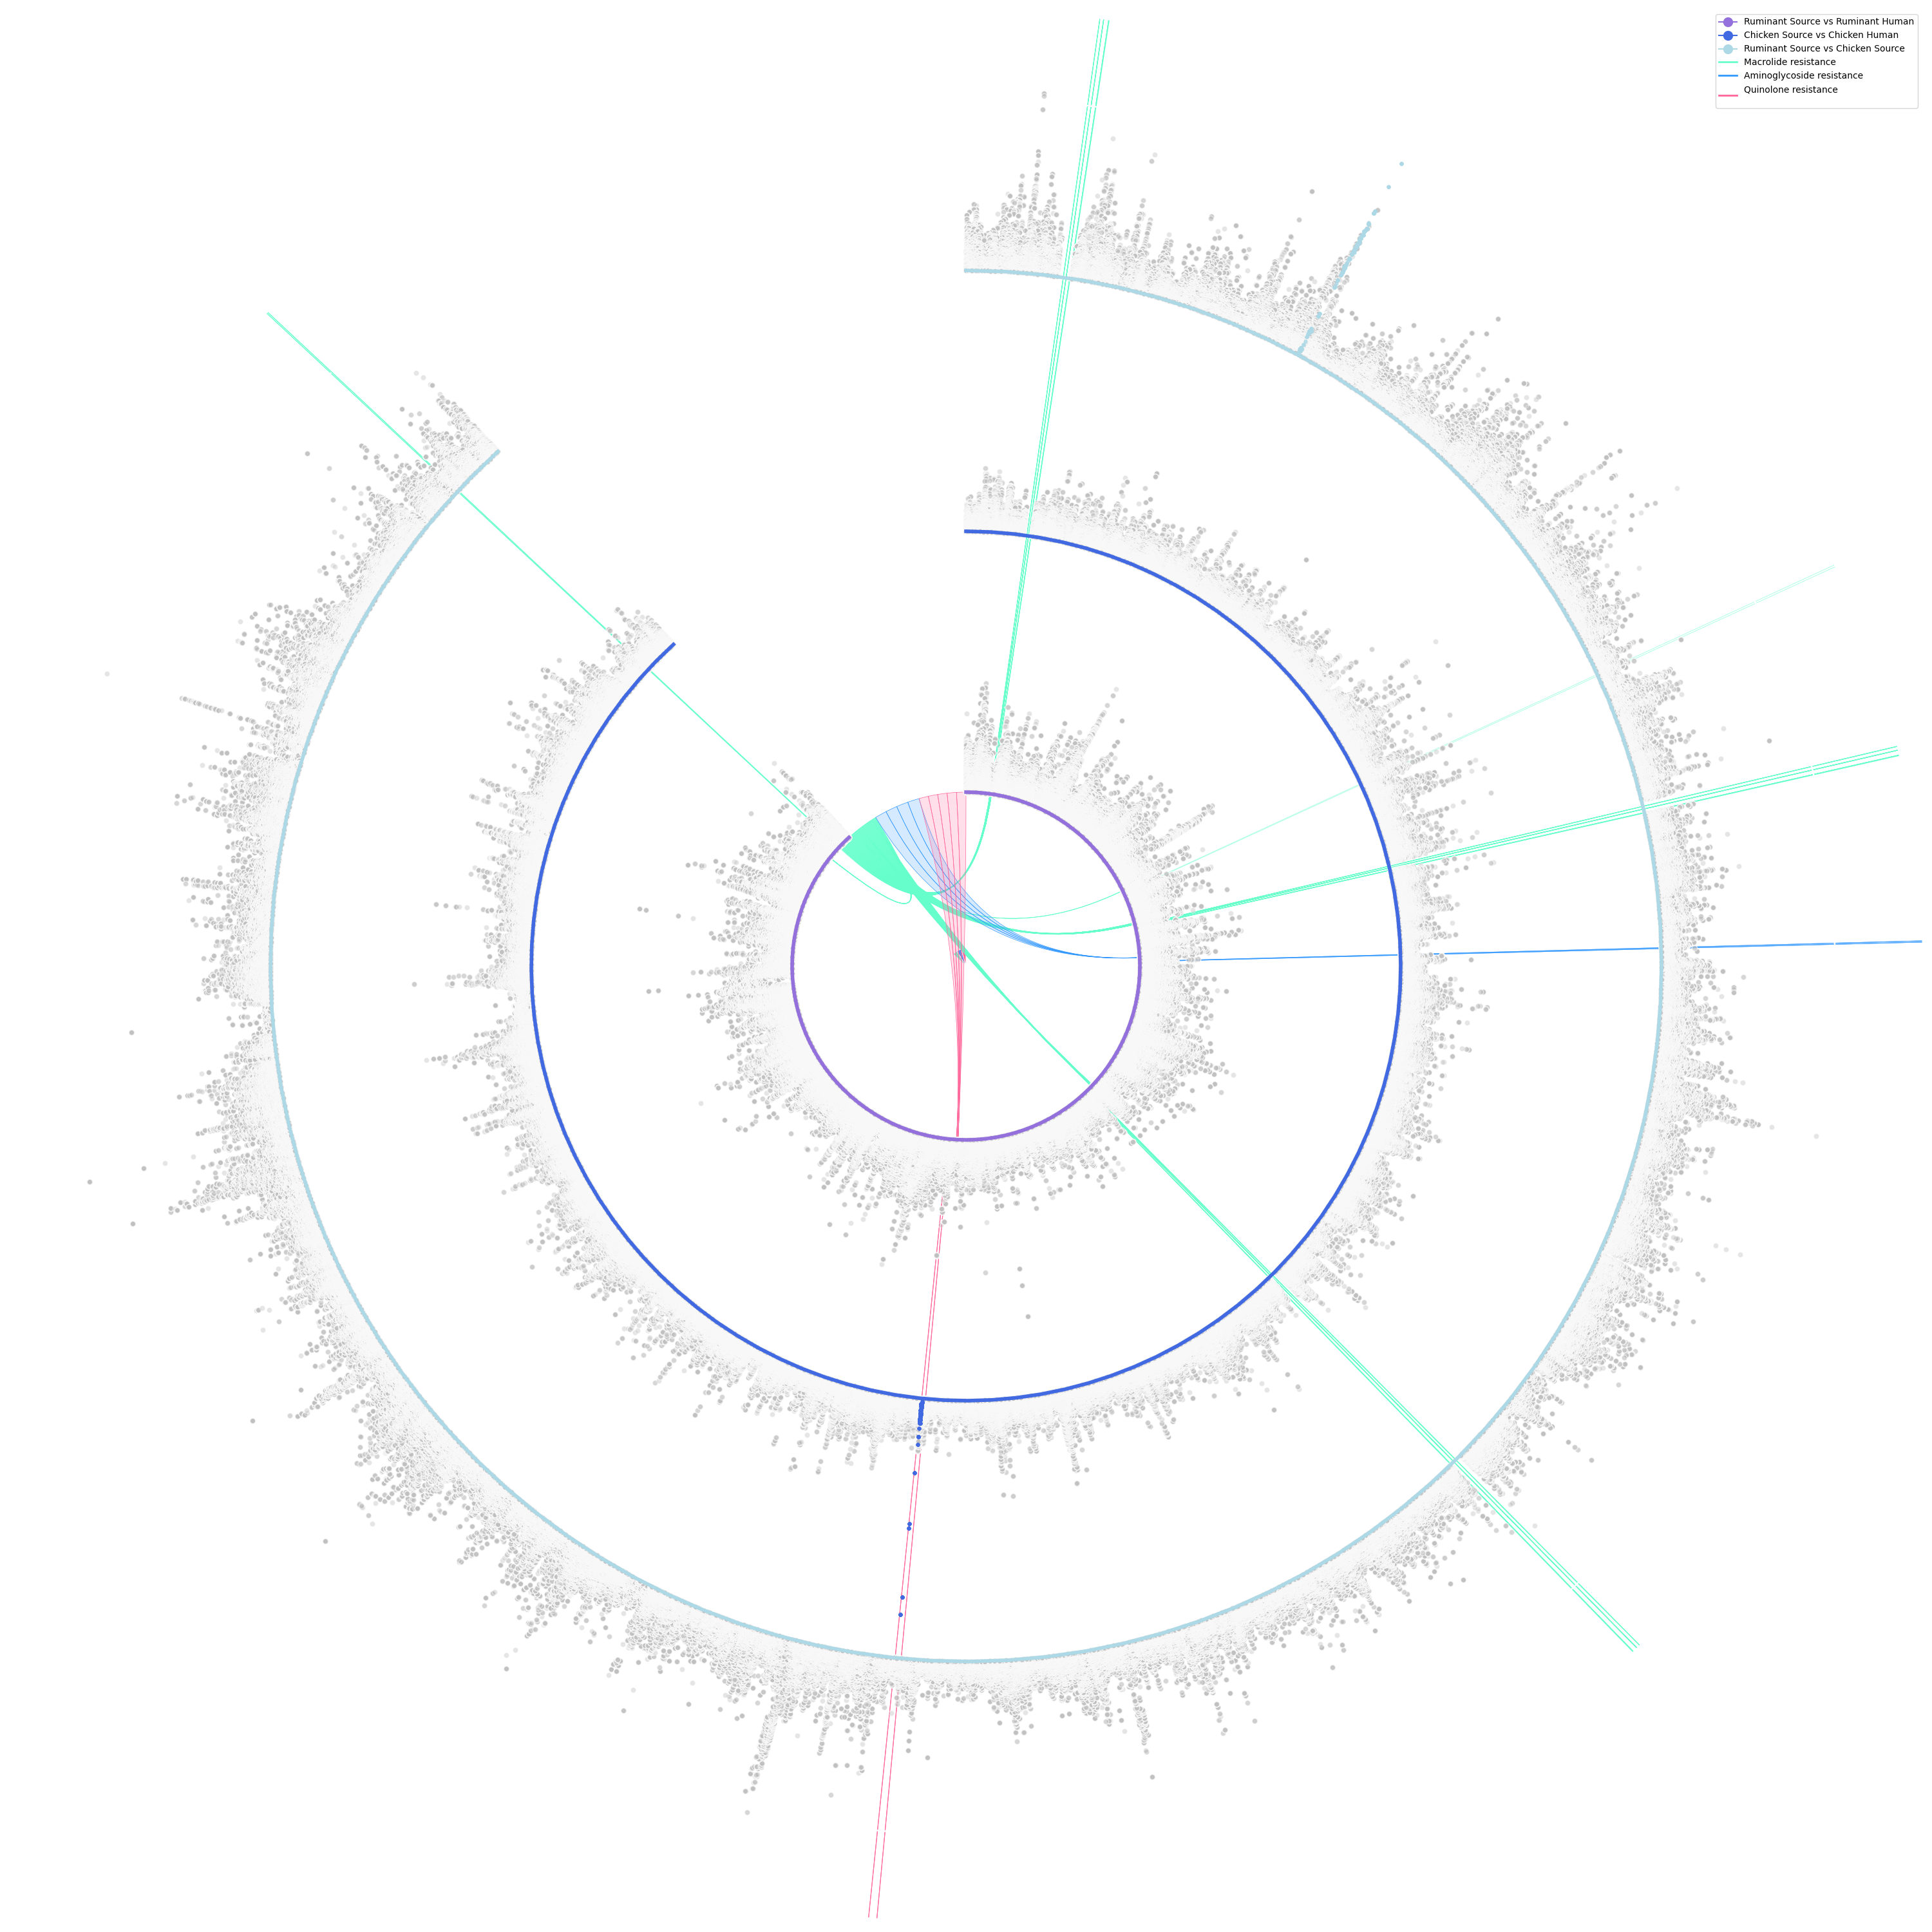 Ruminant Source vs Ruminant Human
Chicken Source vs Chicken Human
Ruminant Source vs Chicken Source
Macrolide resistance
Aminoglycoside resistance
Quinolone resistance